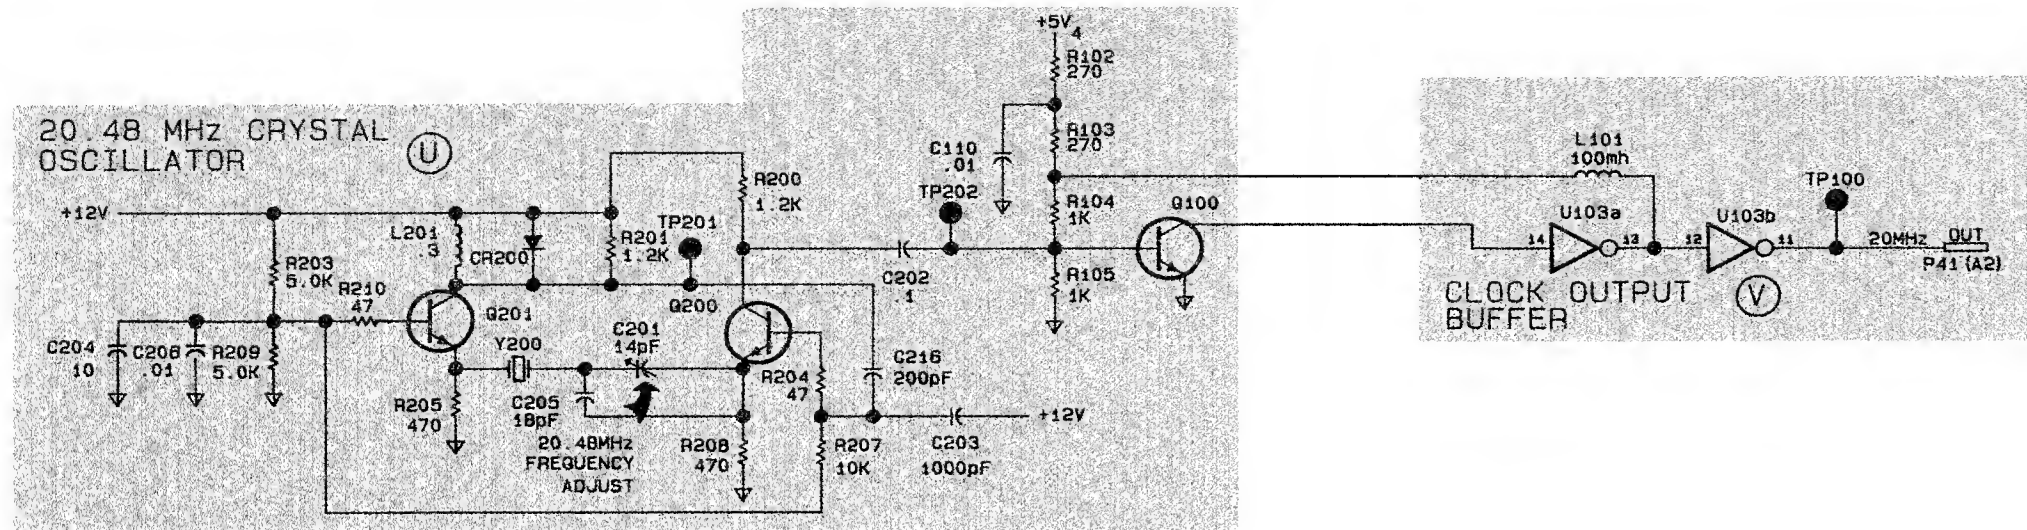 20.48 MHz CRYSTAL
OSCILLATOR
U
+12V
L201
.3
CR200
R201
1.2K
TP201
R200
1.2K
R203
5.0K
R210
47
Q201
Q200
C204
10
C208
.01
R209
5.0K
R205
470
Y200
C201
14pF
C205
18pF
20.48MHz
FREQUENCY
ADJUST
R208
470
R204
47
R207
10K
C216
200pF
C203
1000pF
+12V
C202
.1
+5V
4
R102
270
R103
270
C110
.01
TP202
R104
1K
R105
1K
Q100
L101
100mh
U103a
14
13
U103b
12
11
TP100
20MHz
OUT
P41(A2)
CLOCK OUTPUT
BUFFER
V